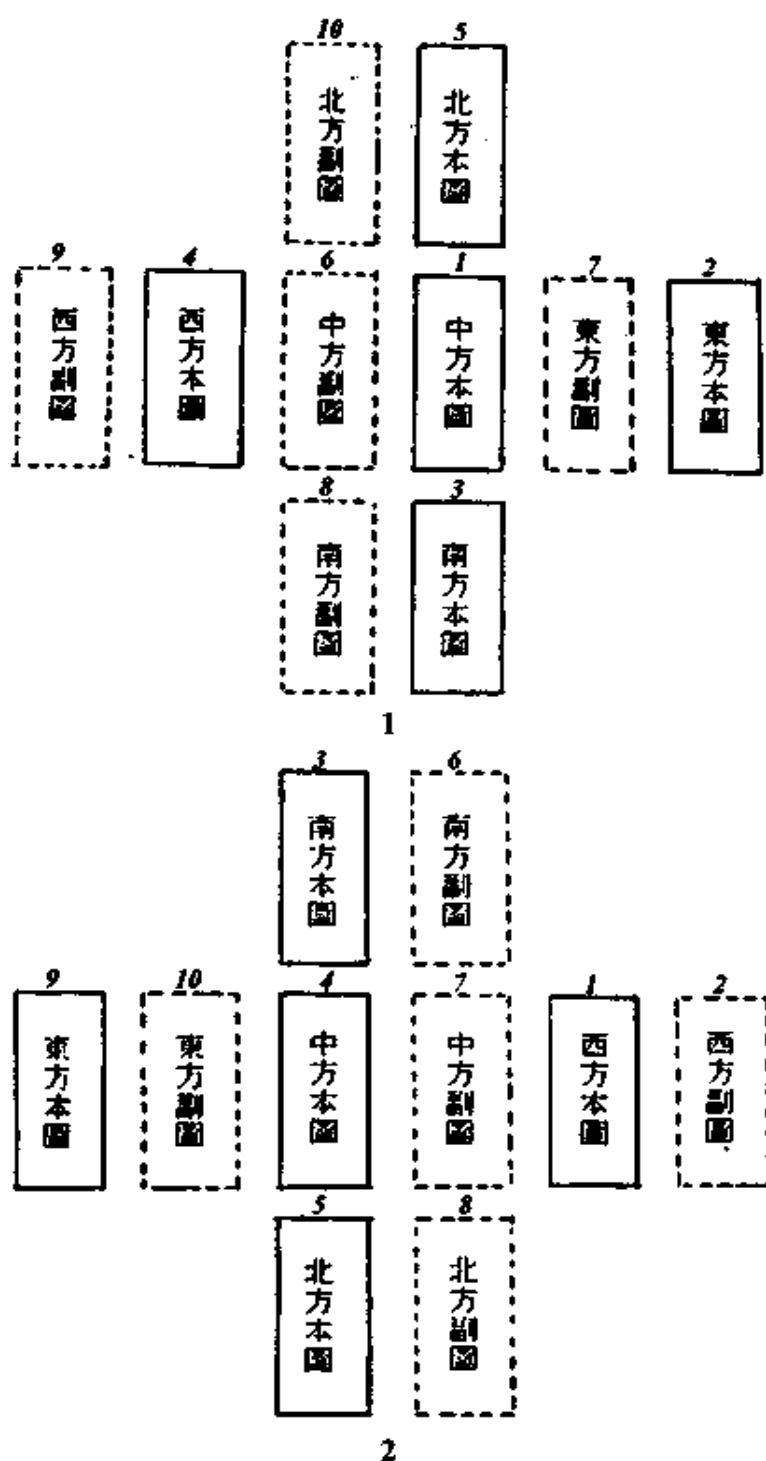 10 5
北方副圖 北方本圖
9 4 6 1 7 2
西方副圖 西方本圖 中方副圖 中方本圖 東方副圖 東方本圖
8 3
南方副圖 南方本圖
1
3 6
南方本圖 南方副圖
9 10 4 7 1 2
東方本圖 東方副圖 中方本圖 中方副圖 西方本圖 西方副圖
5 8
北方本圖 北方副圖
2